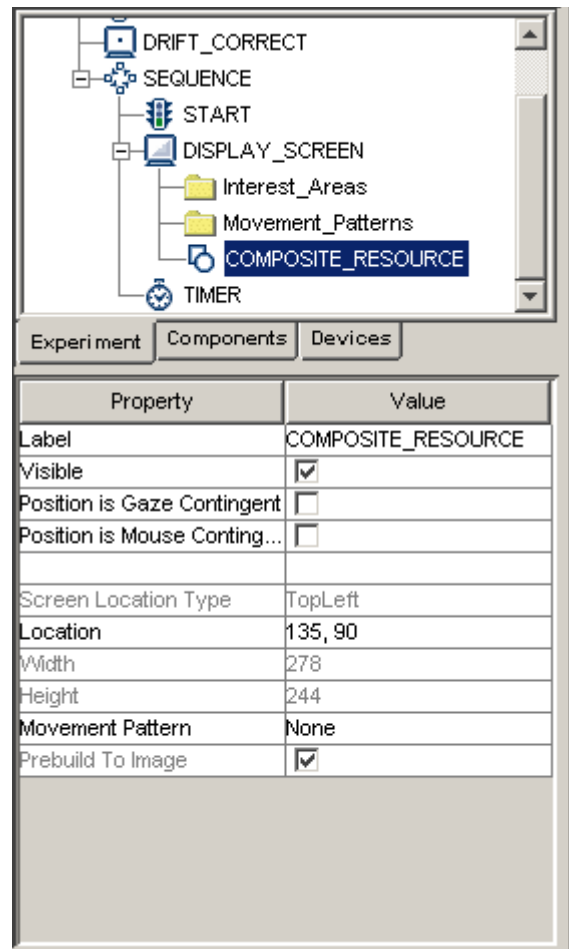 DRIFT_CORRECT
SEQUENCE
START
DISPLAY_SCREEN
Interest_Areas
Movement_Patterns
COMPOSITE_RESOURCE
TIMER
Experiment Components Devices
Property Value
Label COMPOSITE_RESOURCE
Visible
Position is Gaze Contingent
Position is Mouse Conting...
Screen Location Type TopLeft
Location 135, 90
Width 278
Height 244
Movement Pattern None
Prebuild To Image